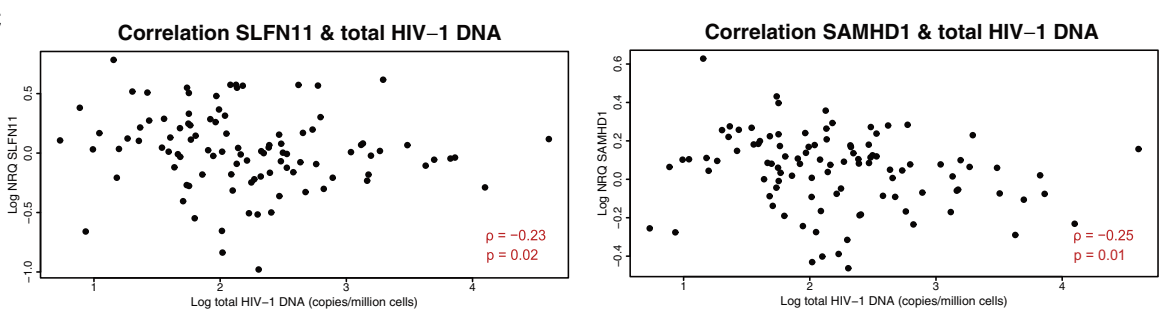 Correlation SLFN11 & total HIV−1 DNA
Log NRQ SLFN11
0.5
0.0
−0.5
−1.0
1 2 3 4
Log total HIV−1 DNA (copies/million cells)
ρ = −0.23
p = 0.02
Correlation SAMHD1 & total HIV−1 DNA
Log NRQ SAMHD1
0.6
0.4
0.2
0.0
−0.2
−0.4
1 2 3 4
Log total HIV−1 DNA (copies/million cells)
ρ = −0.25
p = 0.01